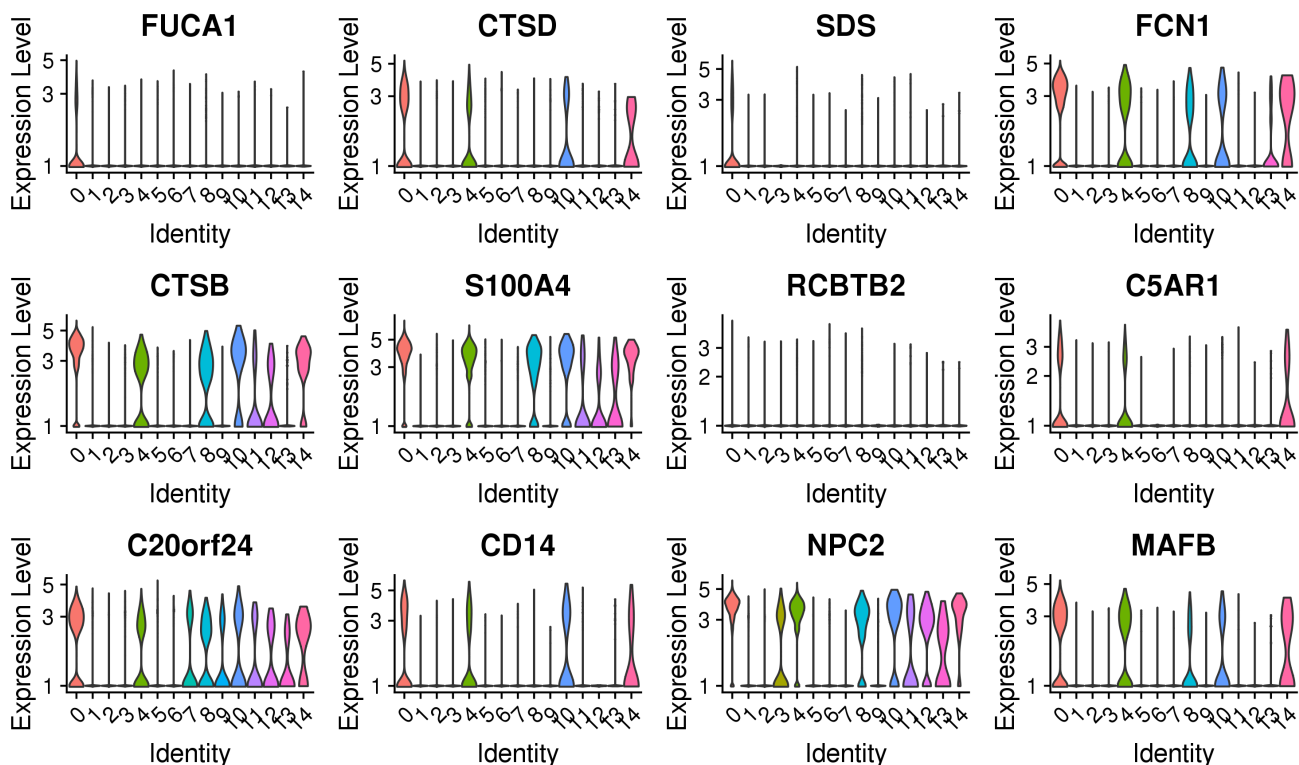 FUCA1 CTSD SDS FCN1
Expression Level Expression Level Expression Level Expression Level
5 5 5 5
3 3 3 3
1 1 1 1
0 1 2 3 4 5 6 7 8 9 10 11 12 13 14 0 1 2 3 4 5 6 7 8 9 10 11 12 13 14 0 1 2 3 4 5 6 7 8 9 10 11 12 13 14 0 1 2 3 4 5 6 7 8 9 10 11 12 13 14
Identity Identity Identity Identity
CTSB S100A4 RCBTB2 C5AR1
Expression Level Expression Level Expression Level Expression Level
5 5 3 3
3 3 2 2
1 1 1 1
0 1 2 3 4 5 6 7 8 9 10 11 12 13 14 0 1 2 3 4 5 6 7 8 9 10 11 12 13 14 0 1 2 3 4 5 6 7 8 9 10 11 12 13 14 0 1 2 3 4 5 6 7 8 9 10 11 12 13 14
Identity Identity Identity Identity
C20orf24 CD14 NPC2 MAFB
Expression Level Expression Level Expression Level Expression Level
5 5 5 5
3 3 3 3
1 1 1 1
0 1 2 3 4 5 6 7 8 9 10 11 12 13 14 0 1 2 3 4 5 6 7 8 9 10 11 12 13 14 0 1 2 3 4 5 6 7 8 9 10 11 12 13 14 0 1 2 3 4 5 6 7 8 9 10 11 12 13 14
Identity Identity Identity Identity